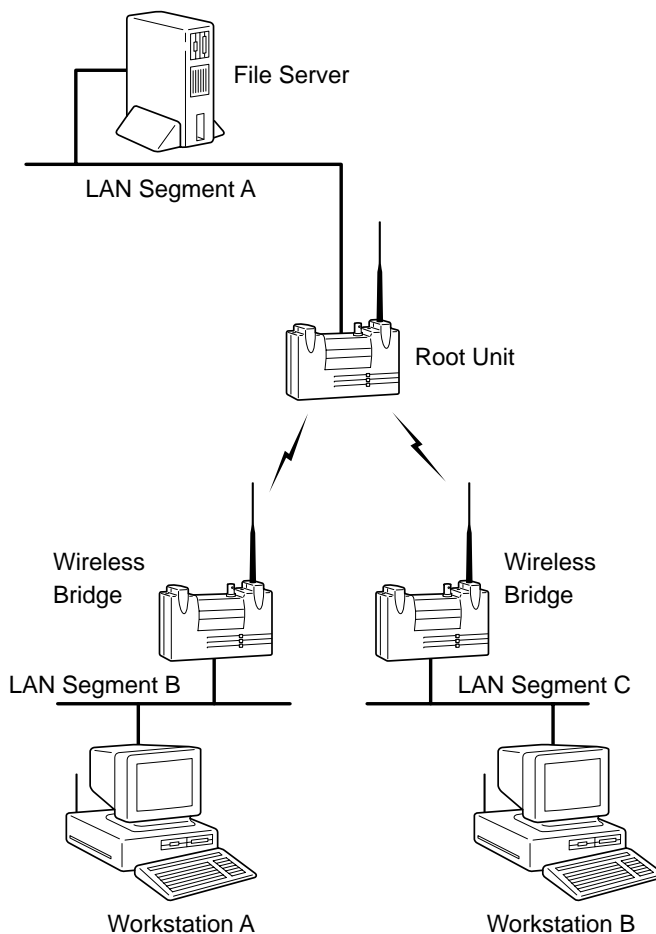 File Server
LAN Segment A
Root Unit
Wireless
Bridge
Wireless
Bridge
LAN Segment B
LAN Segment C
Workstation A
Workstation B